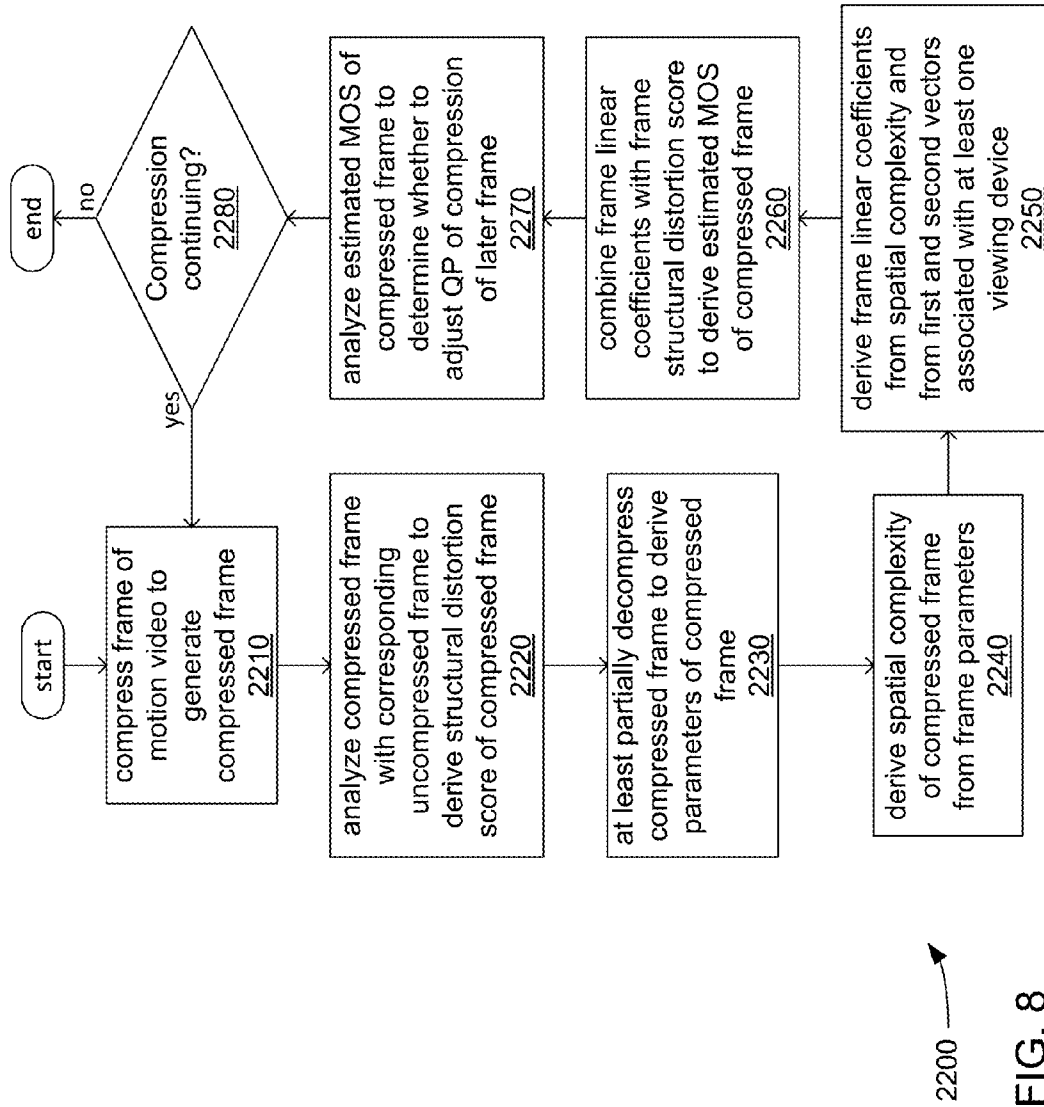 start
compress frame of
motion video to
generate
compressed frame
2210
analyze compressed frame
with corresponding
uncompressed frame to
derive structural distortion
score of compressed frame
2220
at least partially decompress
compressed frame to derive
parameters of compressed
frame
2230
derive spatial complexity
of compressed frame
from frame parameters
2240
derive frame linear coefficients
from spatial complexity and
from first and second vectors
associated with at least one
viewing device
2250
combine frame linear
coefficients with frame
structural distortion score
to derive estimated MOS
of compressed frame
2260
analyze estimated MOS of
compressed frame to
determine whether to
adjust QP of compression
of later frame
2270
Compression
continuing?
2280
yes
no
end
2200
FIG. 8